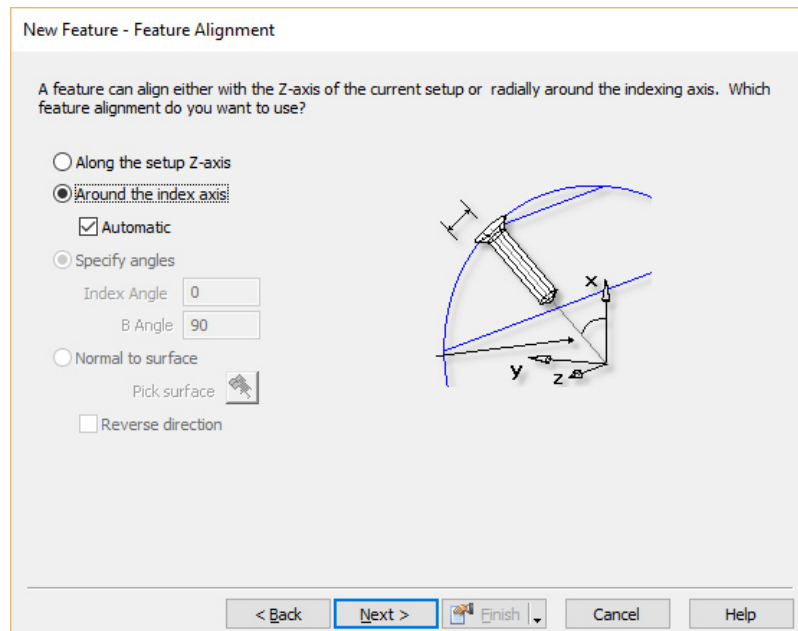 New Feature - Feature Alignment
A feature can align either with the Z-axis of the current setup or radially around the indexing axis. Which
feature alignment do you want to use?
Along the setup Z-axis
Around the index axis
Automatic
Specify angles
Index Angle 0
B Angle 90
Normal to surface
Pick surface
Reverse direction
x
y
z
< Back Next > Finish Cancel Help